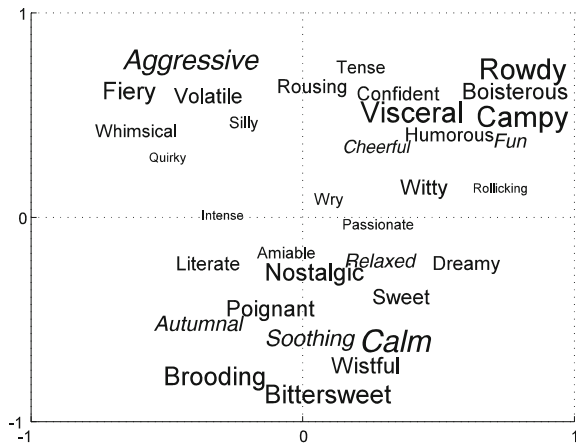 1
Aggressive
Tense
Rowdy
Fiery
Volatile
Rousing
Confident
Boisterous
Visceral
Campy
Whimsical
Silly
Humorous
Cheerful
Fun
Quirky
Witty
Rollicking
Wry
0
Intense
Passionate
Literate
Amiable
Nostalgic
Relaxed
Dreamy
Poignant
Sweet
Autumnal
Soothing
Calm
Wistful
Brooding
Bittersweet
-1
-1
0
1